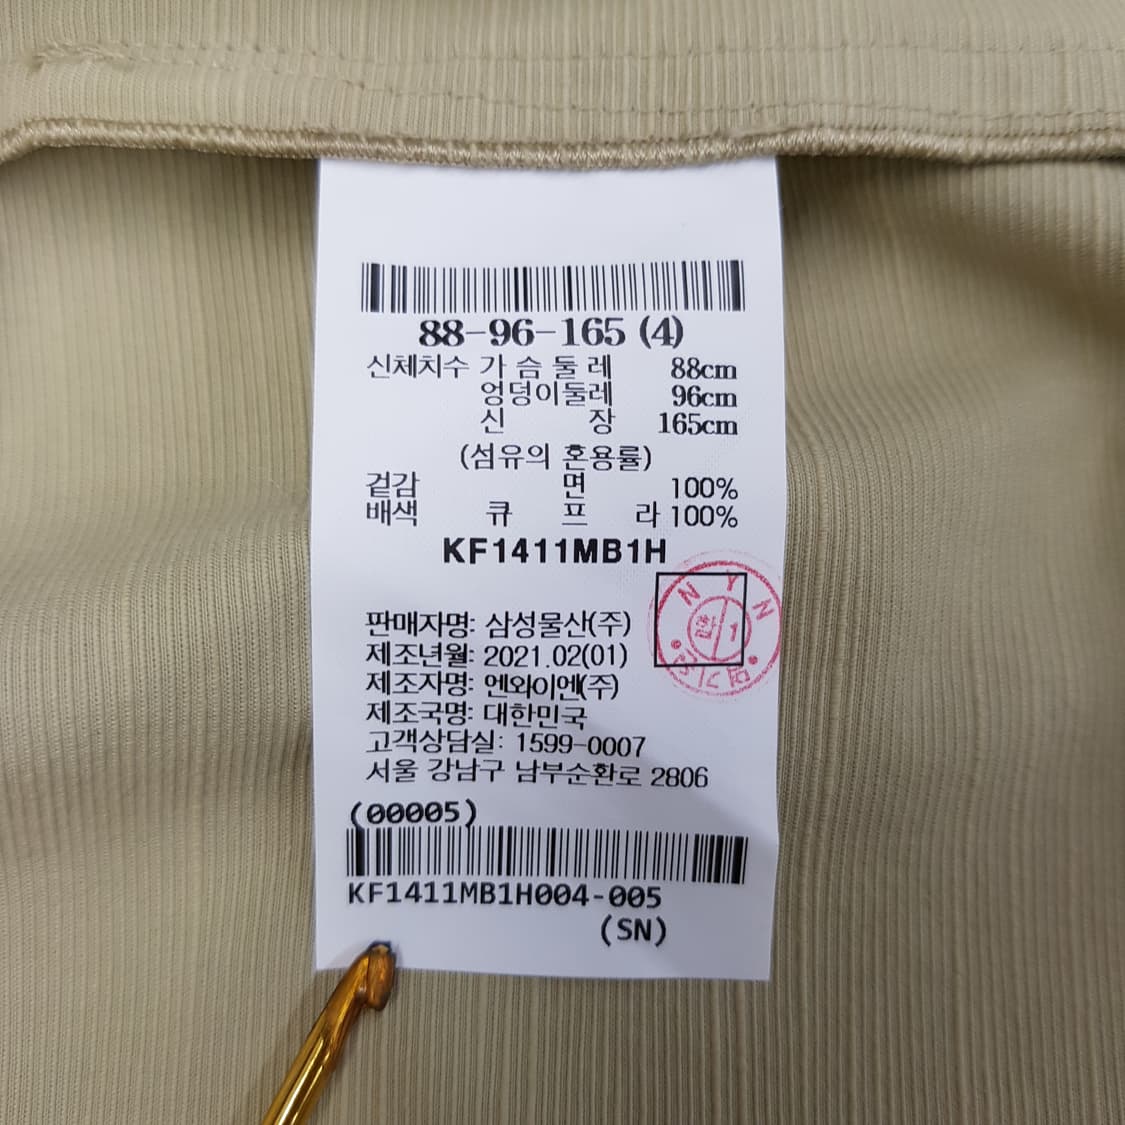 88-96-165 (4)
신체치수 가 슴 둘 레 88cm
엉덩이둘레 96cm
신 장 165cm
(섬유의 혼용률)
겉감 면 100%
배색 큐 프 라 100%
KF1411MB1H
NYN
합 1
판매자명: 삼성물산(주)
제조년월: 2021.02(01)
제조자명: 엔와이엔(주)
제조국명: 대한민국
고객상담실: 1599-0007
서울 강남구 남부순환로 2806
(00005)
KF1411MB1H004-005
(SN)